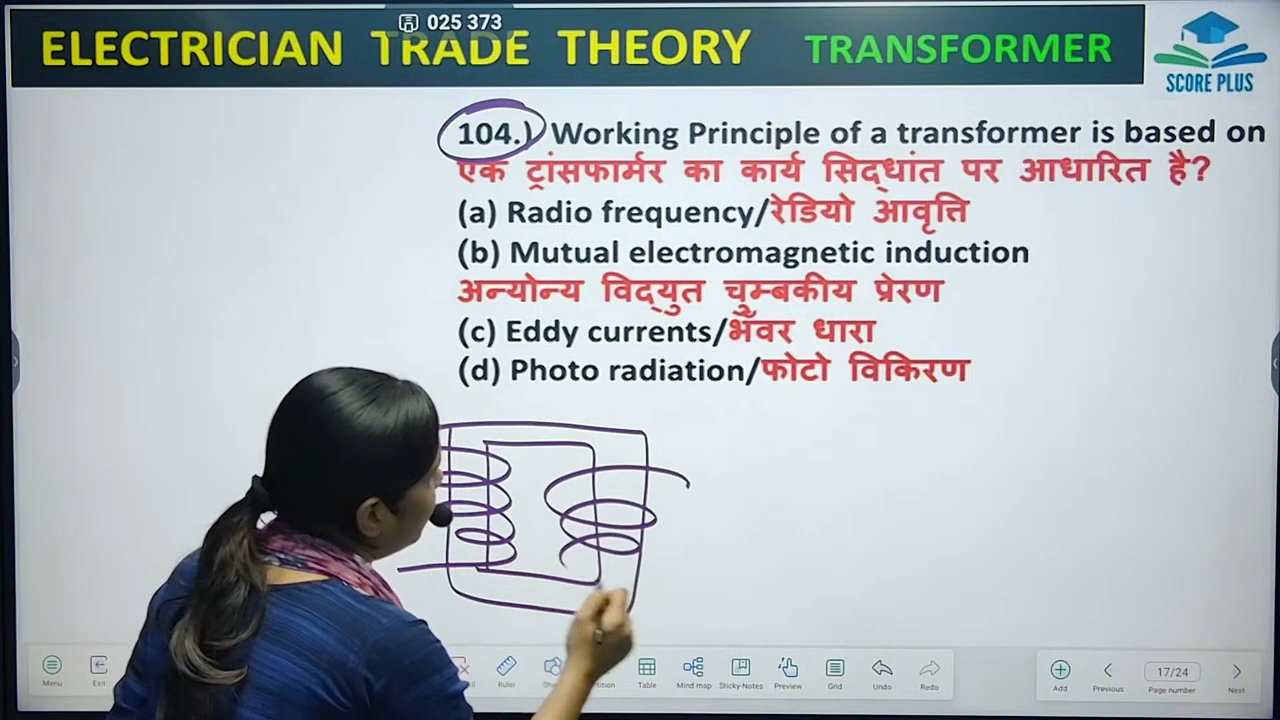 025 373
ELECTRICIAN TRADE THEORY TRANSFORMER
SCORE PLUS
104.) Working Principle of a transformer is based on
एक ट्रांसफार्मर का कार्य सिद्धांत पर आधारित है?
(a) Radio frequency/रेडियो आवृत्ति
(b) Mutual electromagnetic induction
अन्योन्य विद्युत चुम्बकीय प्रेरण
(c) Eddy currents/भँवर धारा
(d) Photo radiation/फोटो विकिरण
Menu Exit Ruler Table Mind map Sticky-Notes Preview Grid Undo Redo Add Previous 17/24 Page number Next